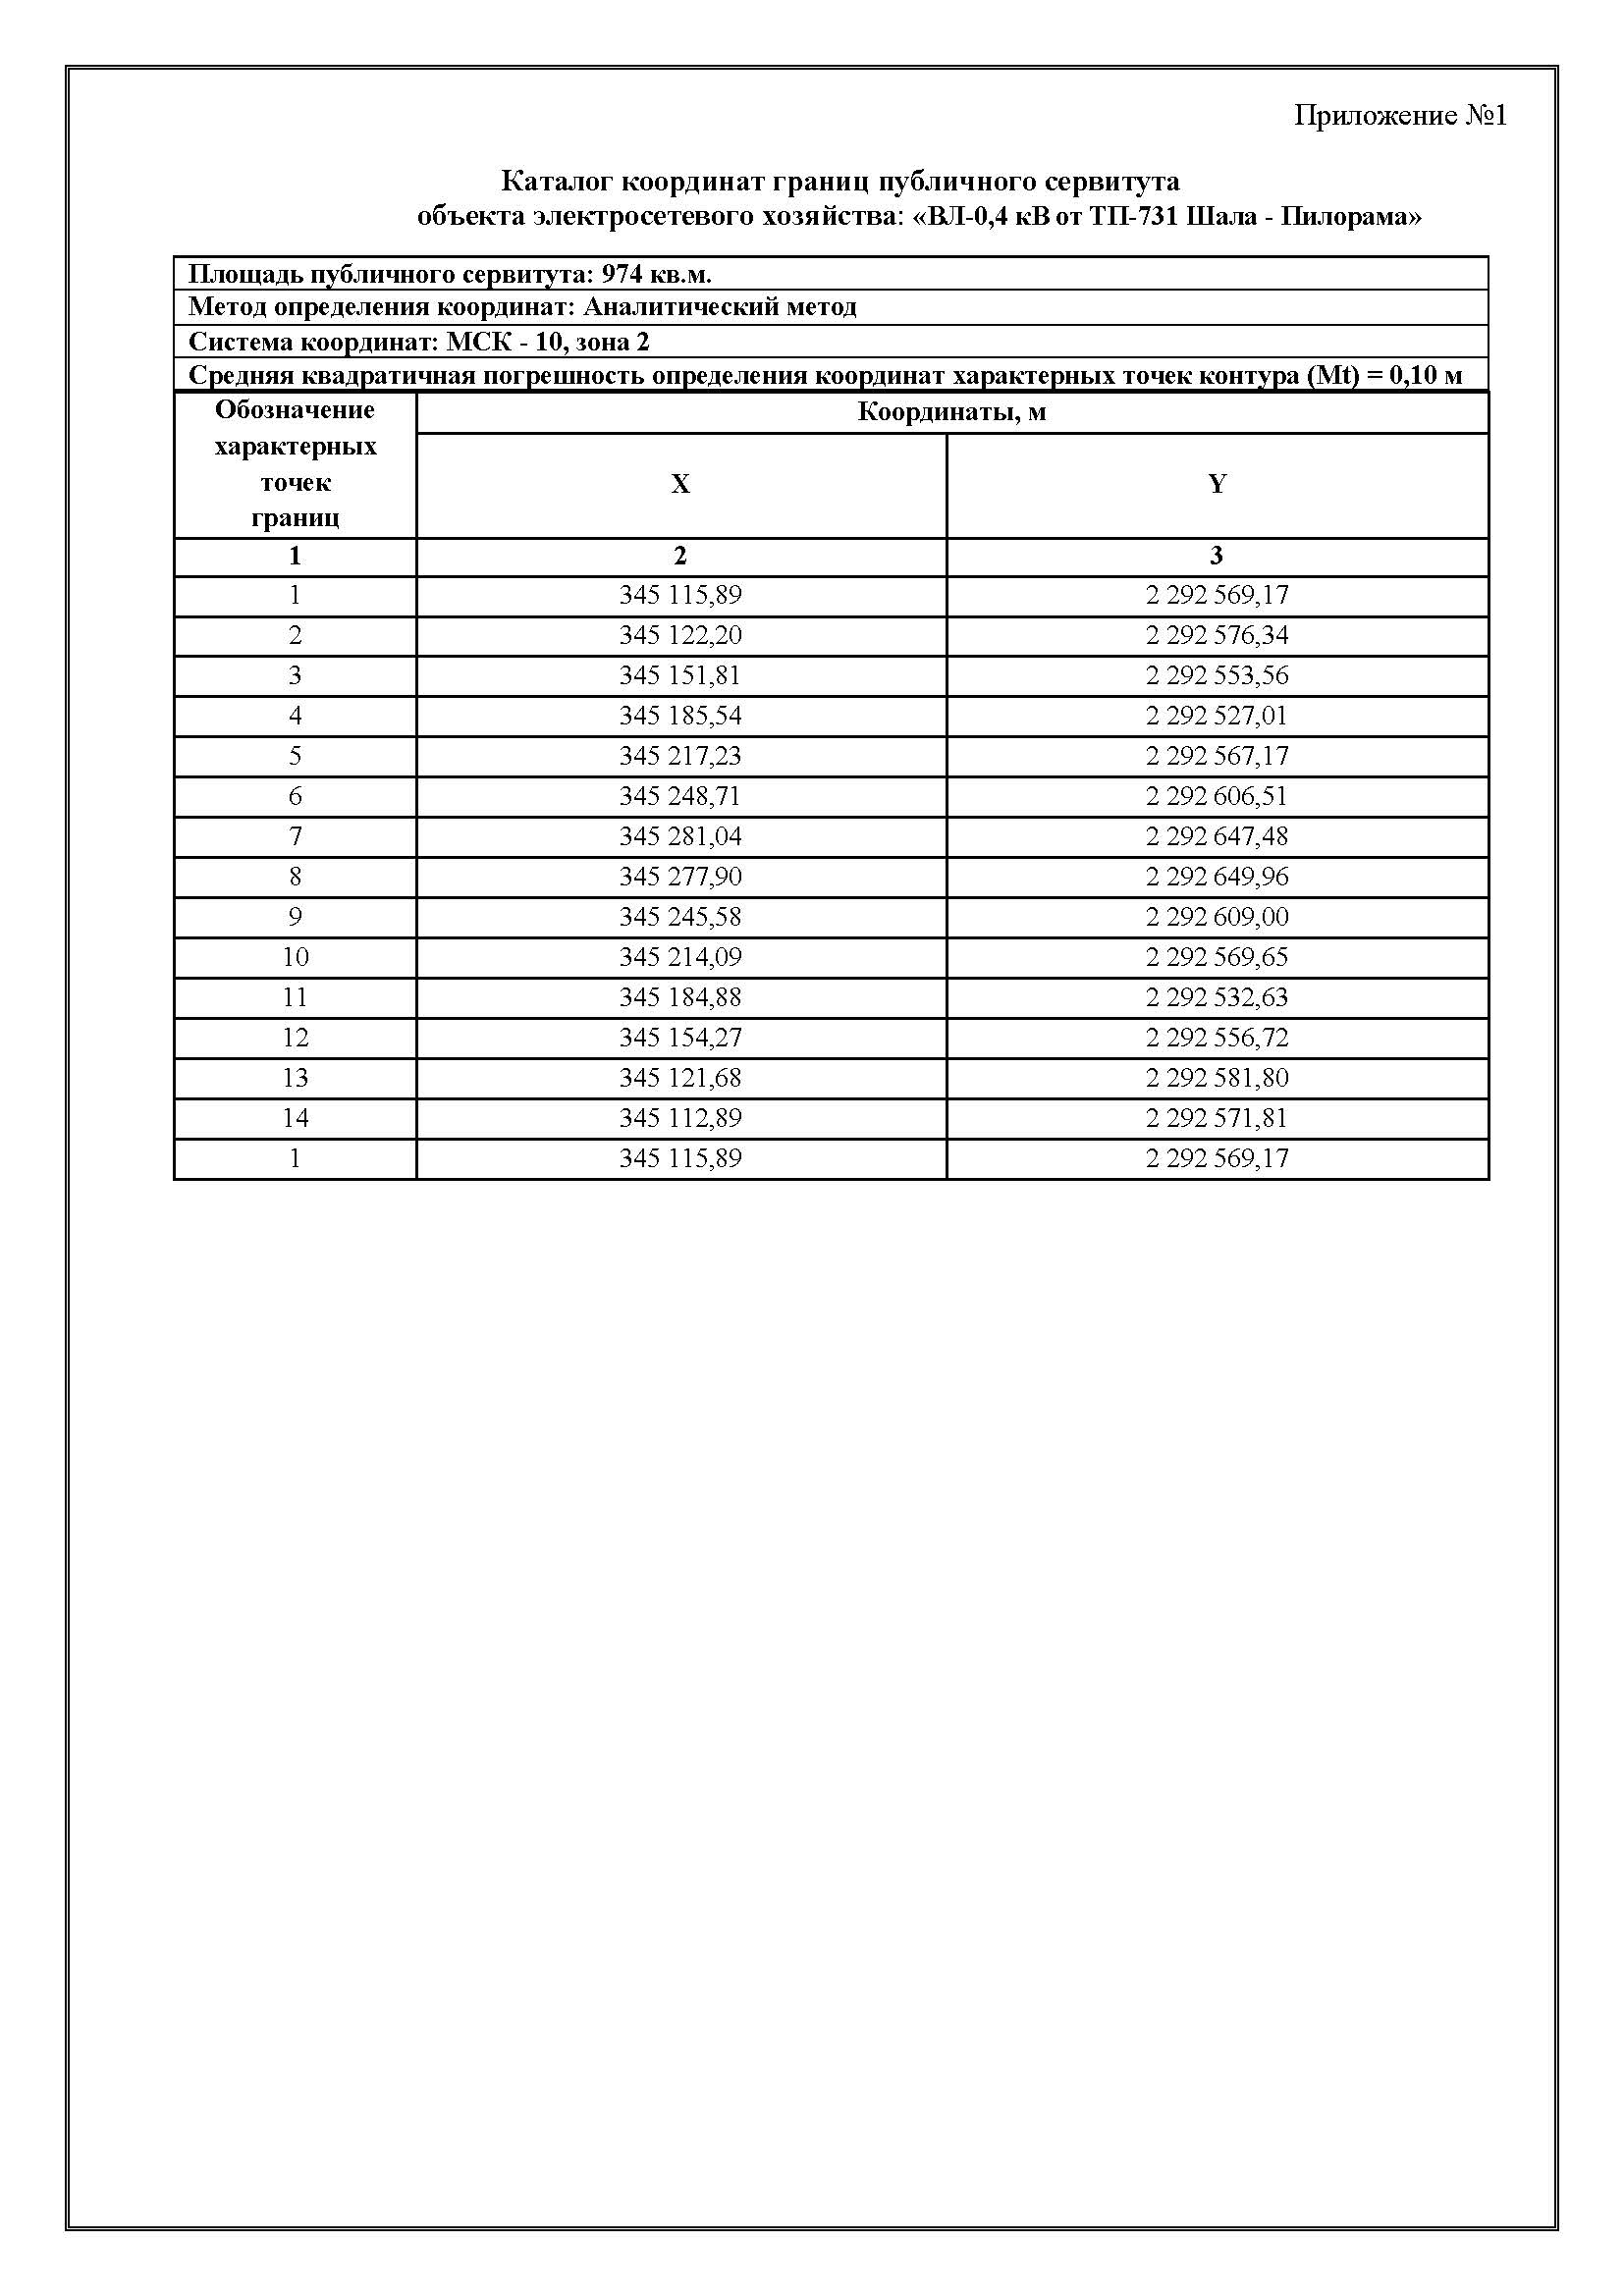 Приложение №1
Каталог координат границ публичного сервитута
объекта электросетевого хозяйства: «ВЛ-0,4 кВ от ТП-731 Шала - Пилорама»
Площадь публичного сервитута: 974 кв.м.
Метод определения координат: Аналитический метод
Система координат: МСК - 10, зона 2
Средняя квадратичная погрешность определения координат характерных точек контура (Mt) = 0,10 м
Обозначение
характерных
точек
границ
Координаты, м
X Y
1 2 3
1 345 115,89 2 292 569,17
2 345 122,20 2 292 576,34
3 345 151,81 2 292 553,56
4 345 185,54 2 292 527,01
5 345 217,23 2 292 567,17
6 345 248,71 2 292 606,51
7 345 281,04 2 292 647,48
8 345 277,90 2 292 649,96
9 345 245,58 2 292 609,00
10 345 214,09 2 292 569,65
11 345 184,88 2 292 532,63
12 345 154,27 2 292 556,72
13 345 121,68 2 292 581,80
14 345 112,89 2 292 571,81
1 345 115,89 2 292 569,17